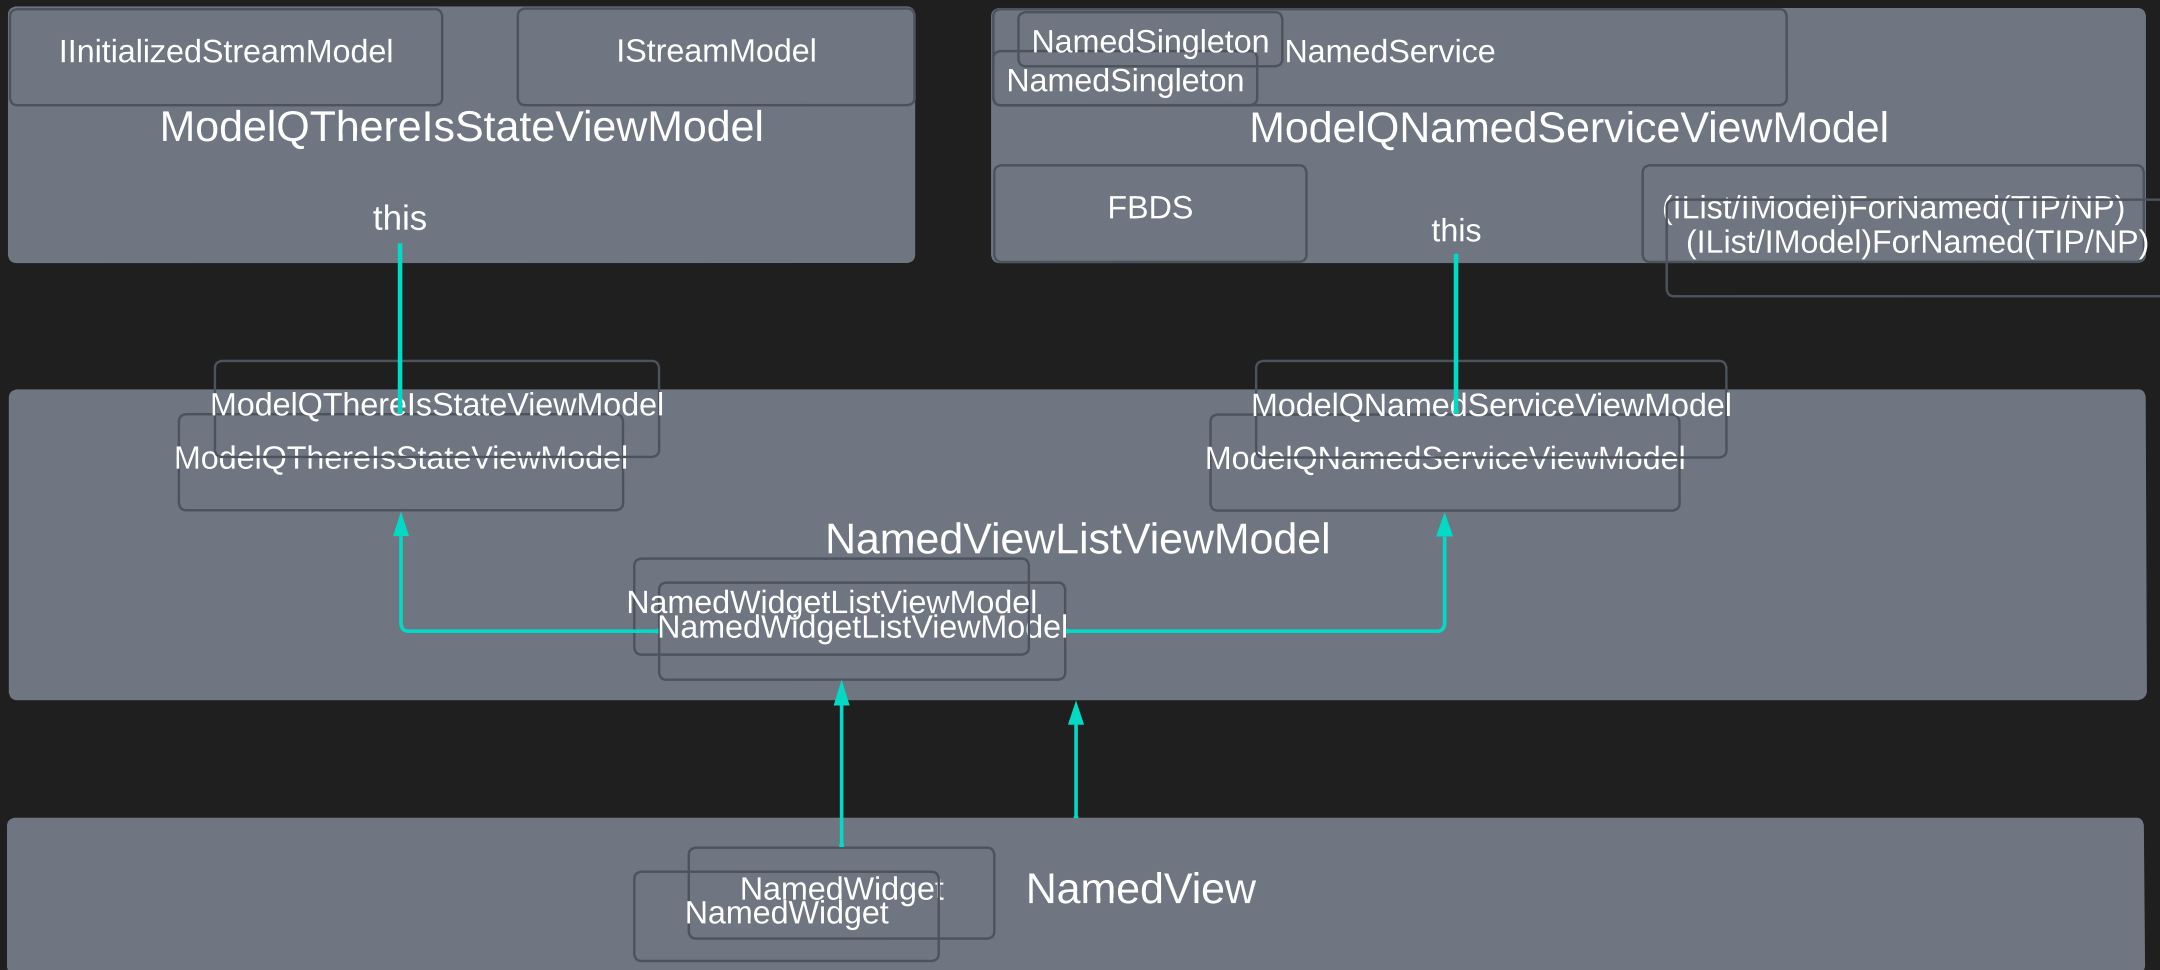 IInitializedStreamModel
IStreamModel
ModelQThereIsStateViewModel
this
NamedSingleton
NamedService
NamedSingleton
ModelQNamedServiceViewModel
FBDS
(IList/IModel)ForNamed(TIP/NP)
(IList/IModel)ForNamed(TIP/NP)
this
ModelQThereIsStateViewModel
ModelQThereIsStateViewModel
ModelQNamedServiceViewModel
ModelQNamedServiceViewModel
NamedViewListViewModel
NamedWidgetListViewModel
NamedWidgetListViewModel
NamedWidget
NamedWidget
NamedView